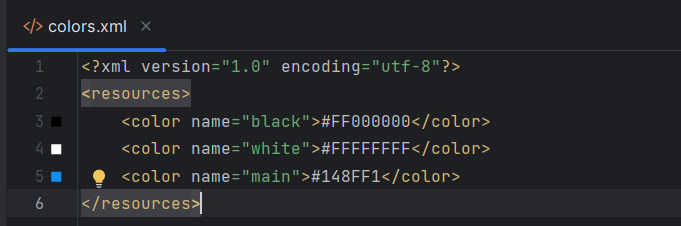 colors.xml
1 <?xml version="1.0" encoding="utf-8"?>
2 <resources>
3 <color name="black">#FF000000</color>
4 <color name="white">#FFFFFFFF</color>
5 <color name="main">#148FF1</color>
6 </resources>